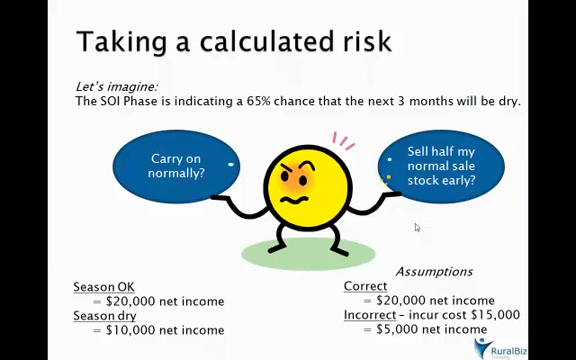 Taking a calculated risk
Let's imagine:
The SOI Phase is indicating a 65% chance that the next 3 months will be dry.
Carry on
normally?
Sell half my
normal sale
stock early?
Season OK
= $20,000 net income
Season dry
= $10,000 net income
Assumptions
Correct
= $20,000 net income
Incorrect – incur cost $15,000
= $5,000 net income
RuralBiz